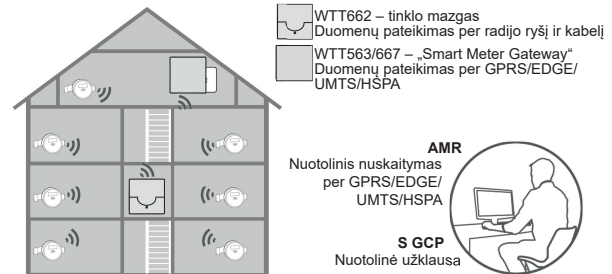 WTT662 – tinklo mazgas
Duomenų pateikimas per radijo ryšį ir kabelį
WTT563/667 – „Smart Meter Gateway“
Duomenų pateikimas per GPRS/EDGE/
UMTS/HSPA
AMR
Nuotolinis nuskaitymas
per GPRS/EDGE/
UMTS/HSPA
S GCP
Nuotolinė užklausa